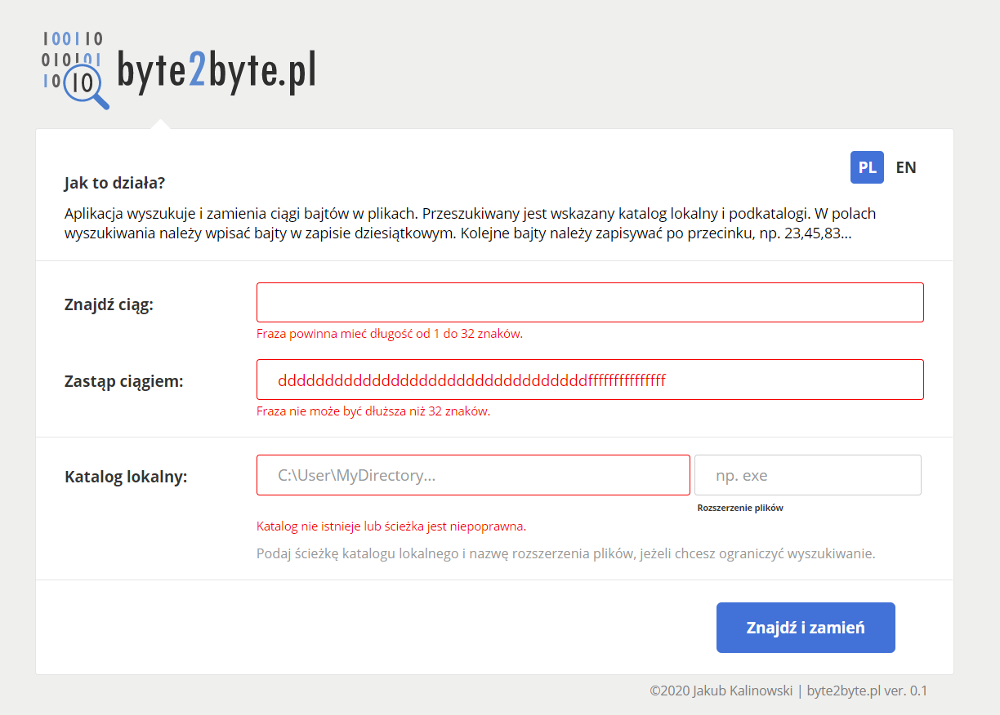 100110
010101
10 10
byte2byte.pl
PL EN
Jak to działa?
Aplikacja wyszukuje i zamienia ciągi bajtów w plikach. Przeszukiwany jest wskazany katalog lokalny i podkatalogi. W polach
wyszukiwania należy wpisać bajty w zapisie dziesiątkowym. Kolejne bajty należy zapisywać po przecinku, np. 23,45,83...
Znajdź ciąg:
Fraza powinna mieć długość od 1 do 32 znaków.
Zastąp ciągiem:
dddddddddddddddddddddddddddddddddfffffffffffffff
Fraza nie może być dłuższa niż 32 znaków.
Katalog lokalny:
C:\User\MyDirectory...
np. exe
Rozszerzenie plików
Katalog nie istnieje lub ścieżka jest niepoprawna.
Podaj ścieżkę katalogu lokalnego i nazwę rozszerzenia plików, jeżeli chcesz ograniczyć wyszukiwanie.
Znajdź i zamień
©2020 Jakub Kalinowski | byte2byte.pl ver. 0.1